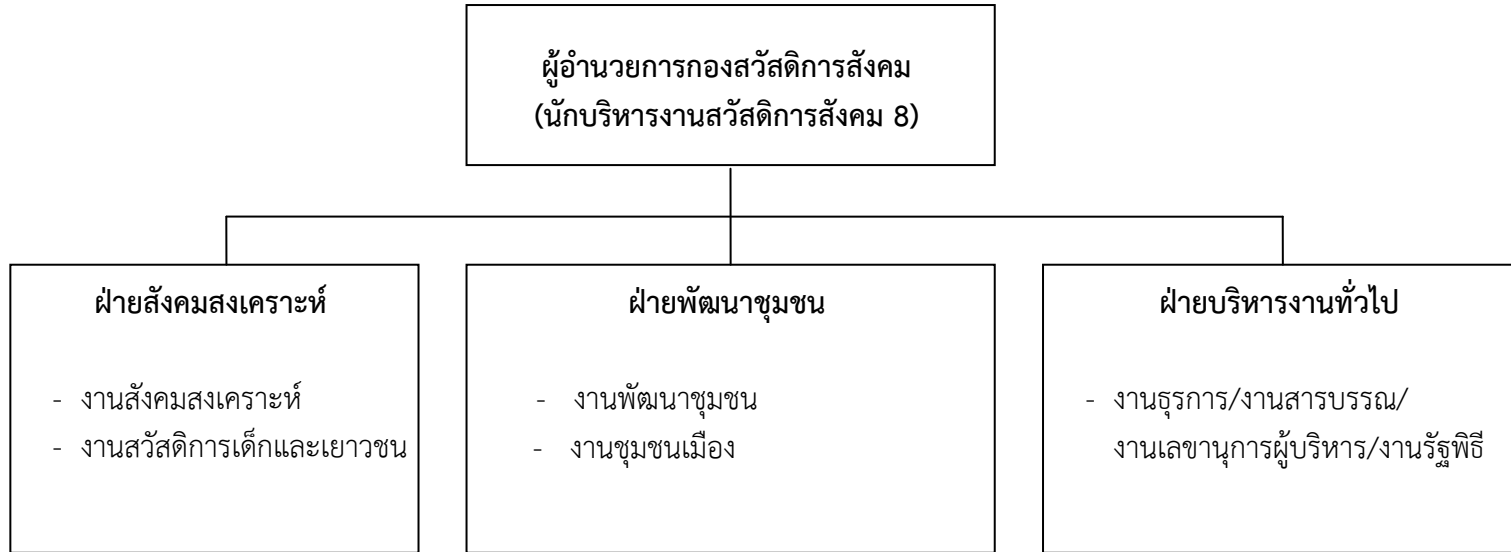 ผู้อำนวยการกองสวัสดิการสังคม
(นักบริหารงานสวัสดิการสังคม 8)
ฝ่ายสังคมสงเคราะห์
- งานสังคมสงเคราะห์
- งานสวัสดิการเด็กและเยาวชน
ฝ่ายพัฒนาชุมชน
- งานพัฒนาชุมชน
- งานชุมชนเมือง
ฝ่ายบริหารงานทั่วไป
- งานธุรการ/งานสารบรรณ/
งานเลขานุการผู้บริหาร/งานรัฐพิธี